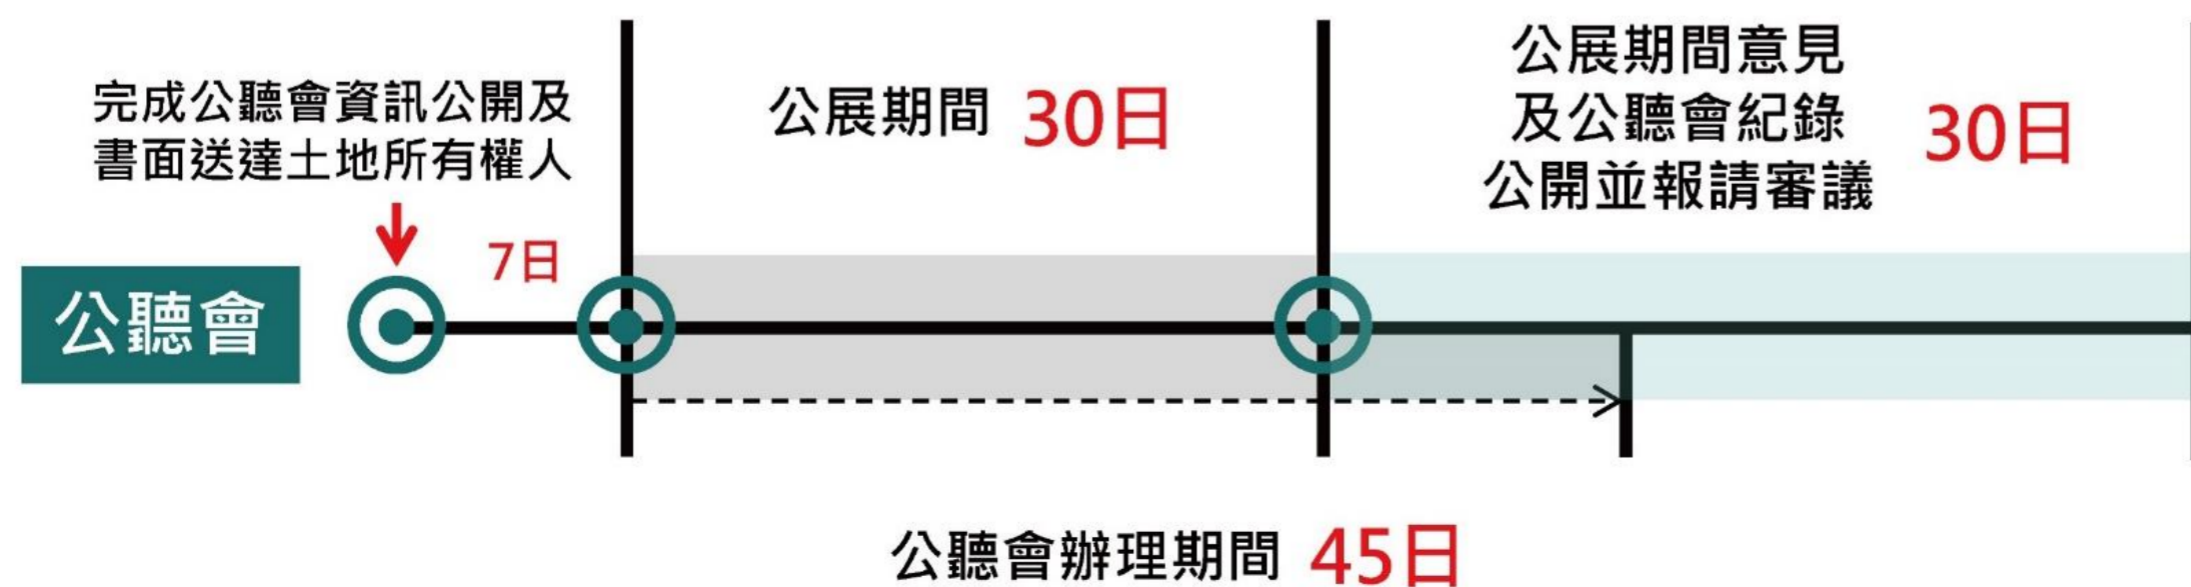 完成公聽會資訊公開及
書面送達土地所有權人
7日
公聽會
公展期間 30日
公展期間意見
及公聽會紀錄
公開並報請審議
30日
公聽會辦理期間 45日